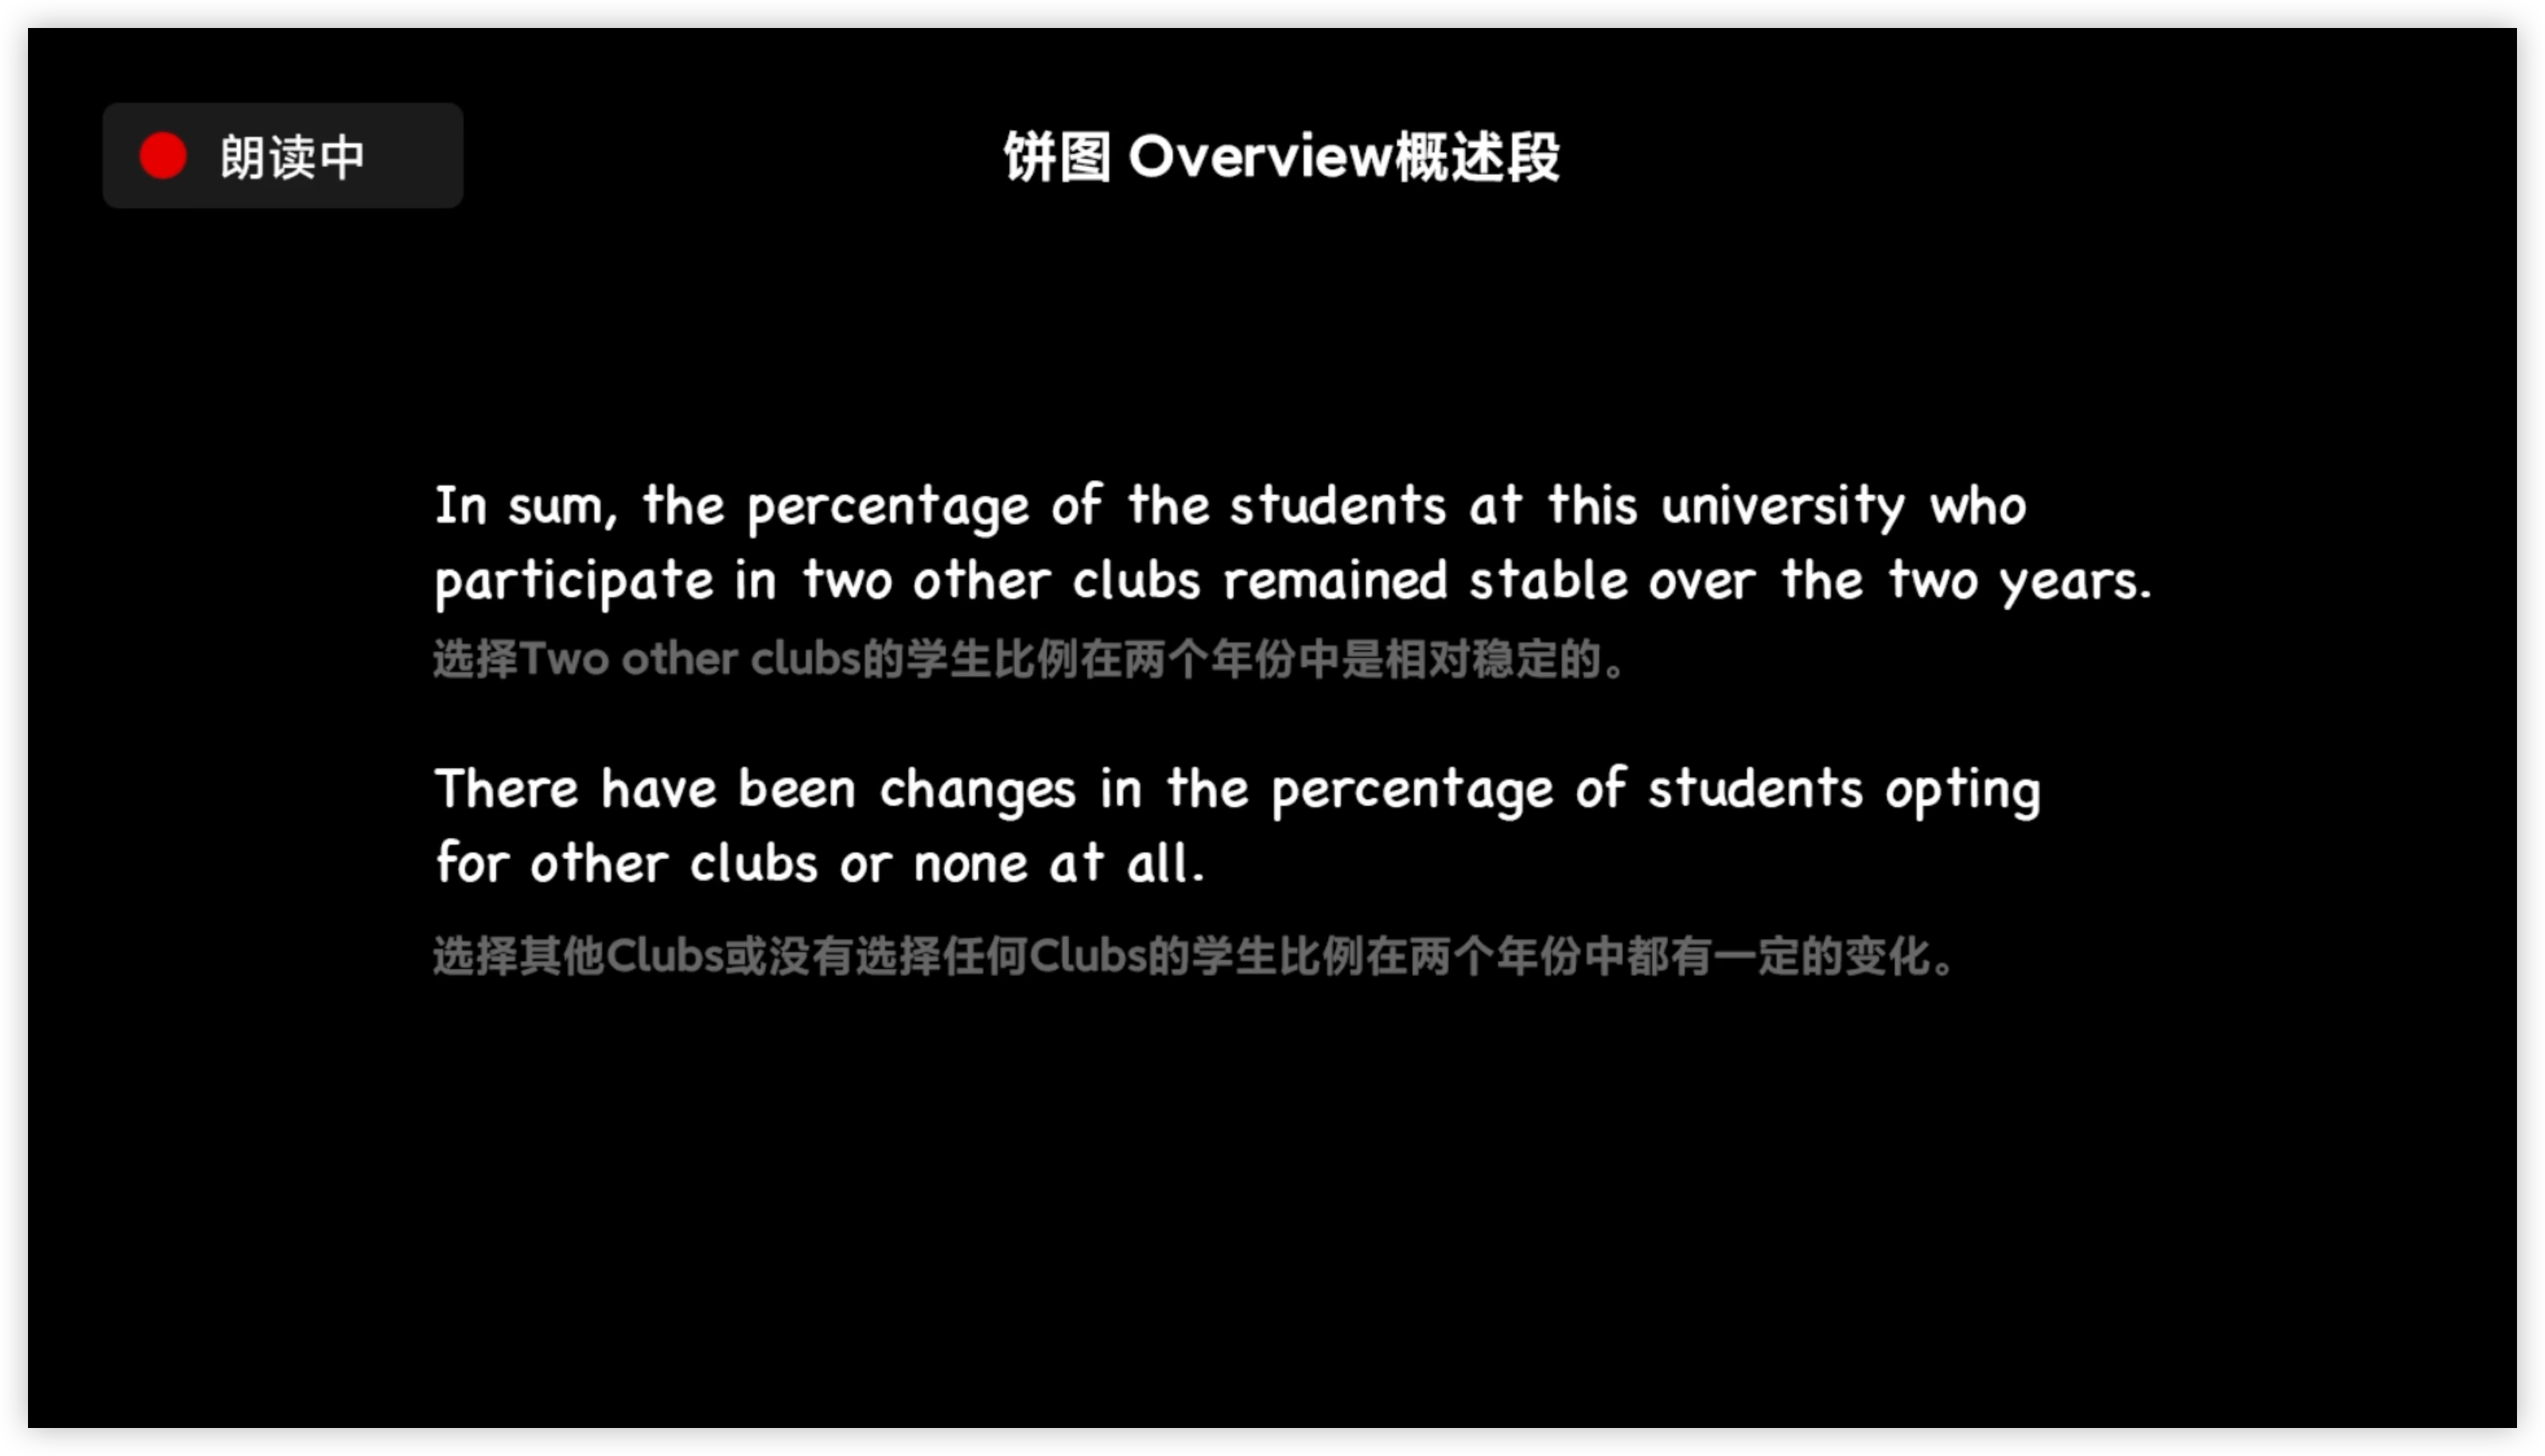 朗读中
饼图 Overview概述段
In sum, the percentage of the students at this university who
participate in two other clubs remained stable over the two years.
选择Two other clubs的学生比例在两个年份中是相对稳定的。
There have been changes in the percentage of students opting
for other clubs or none at all.
选择其他Clubs或没有选择任何Clubs的学生比例在两个年份中都有一定的变化。